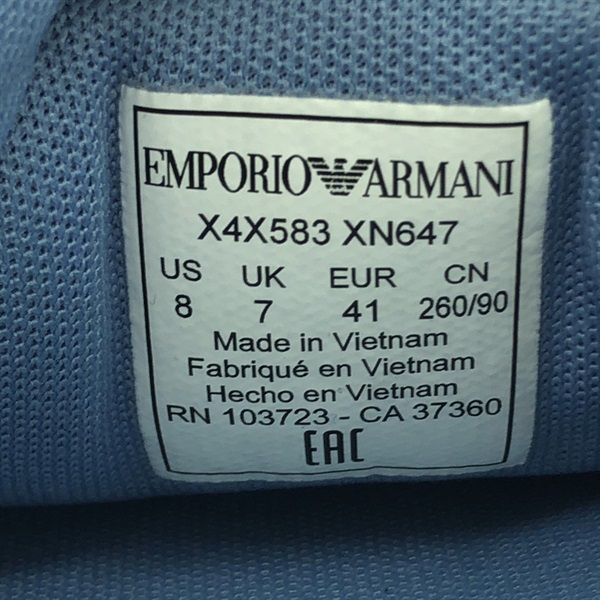 EMPORIO ARMANI
X4X583 XN647
US UK EUR CN
8 7 41 260/90
Made in Vietnam
Fabriqué en Vietnam
Hecho en Vietnam
RN 103723 - CA 37360
EAC